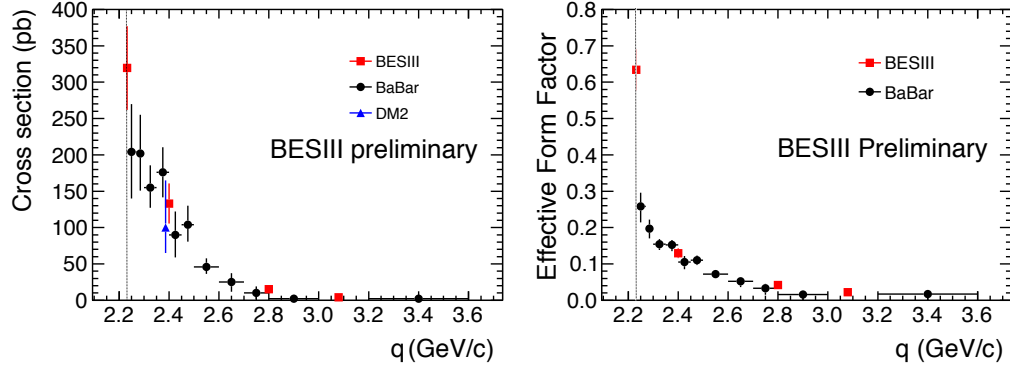 Cross section (pb)
400
350
300
250
200
150
100
50
0
BESIII
BaBar
DM2
BESIII preliminary
2.2 2.4 2.6 2.8 3.0 3.2 3.4 3.6
q (GeV/c)
Effective Form Factor
0.8
0.7
0.6
0.5
0.4
0.3
0.2
0.1
0.0
BESIII
BaBar
BESIII Preliminary
2.2 2.4 2.6 2.8 3.0 3.2 3.4 3.6
q (GeV/c)